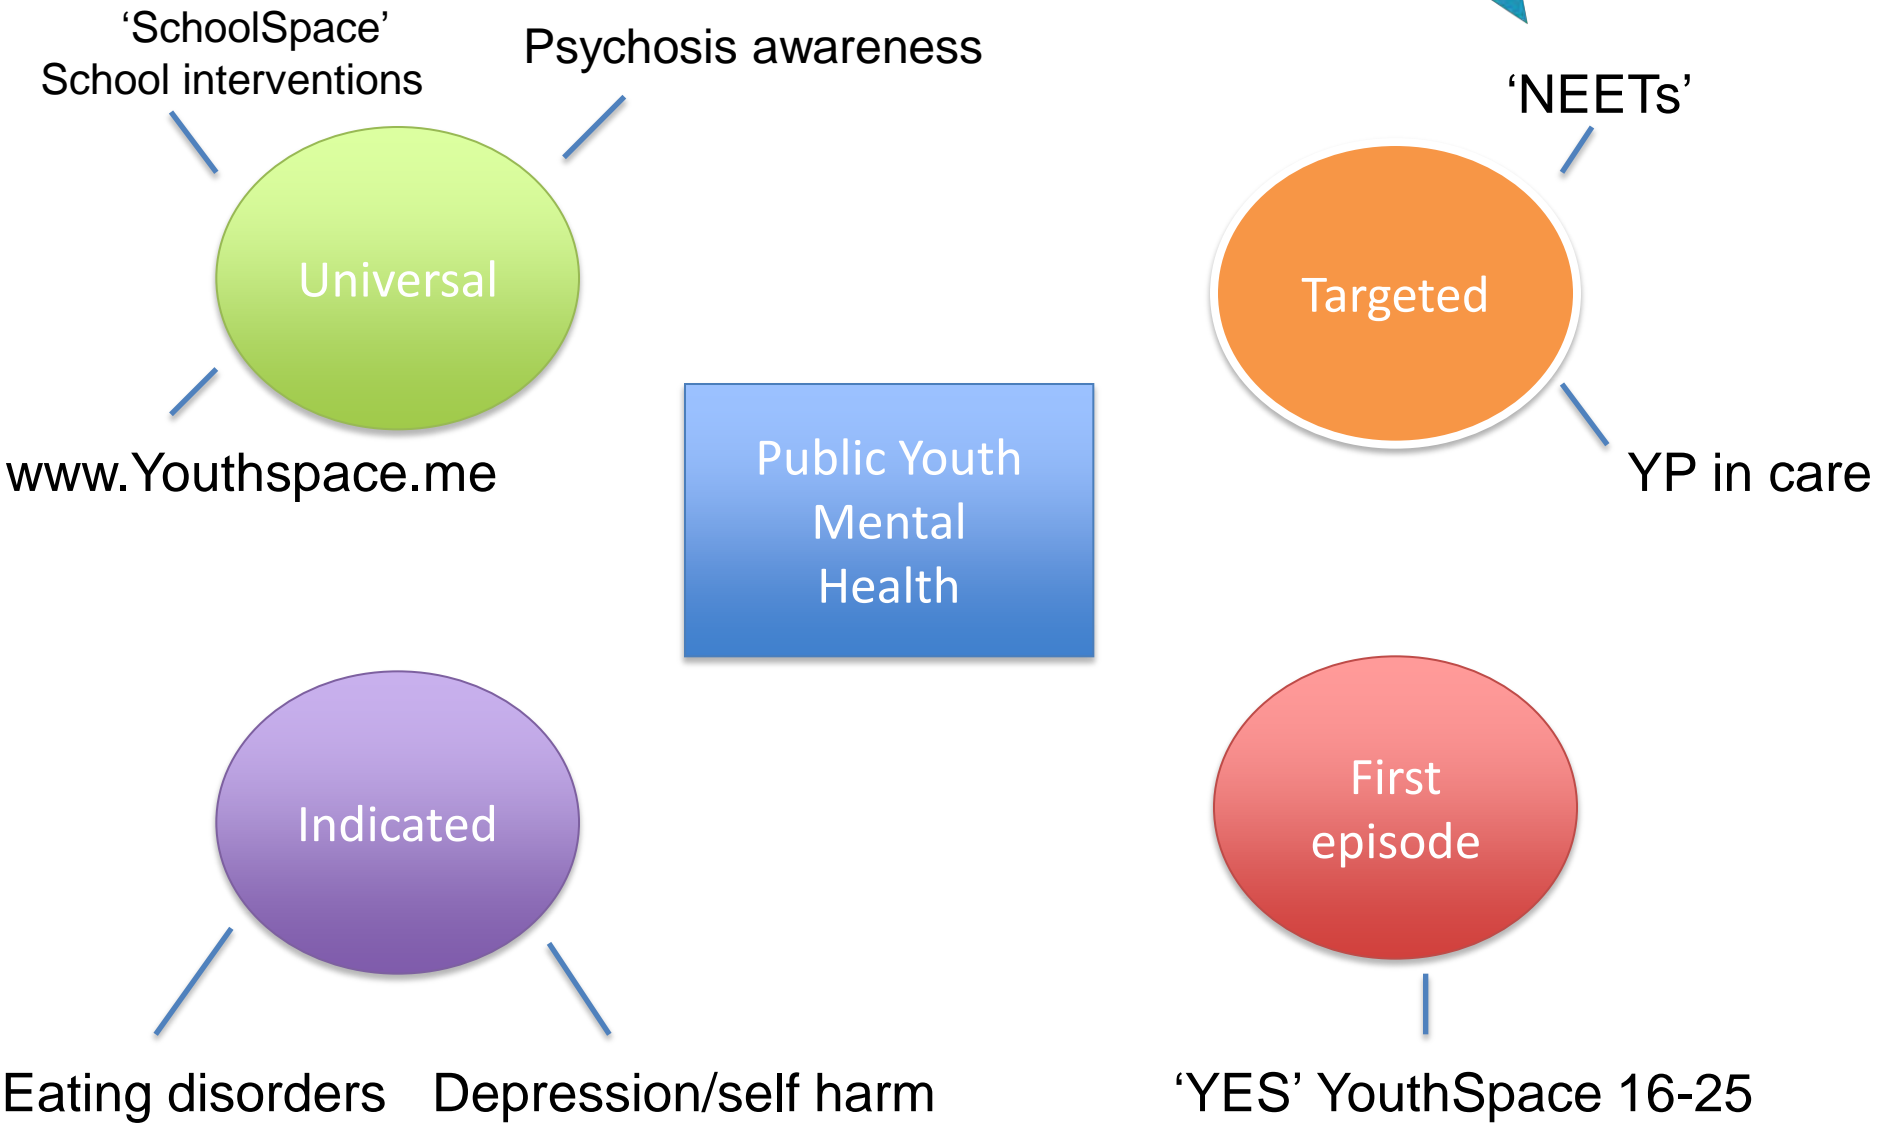 ‘SchoolSpace’
School interventions
Psychosis awareness
‘NEETs’
Universal
Targeted
www.Youthspace.me
Public Youth
Mental
Health
YP in care
Indicated
First
episode
Eating disorders
Depression/self harm
‘YES’ YouthSpace 16-25